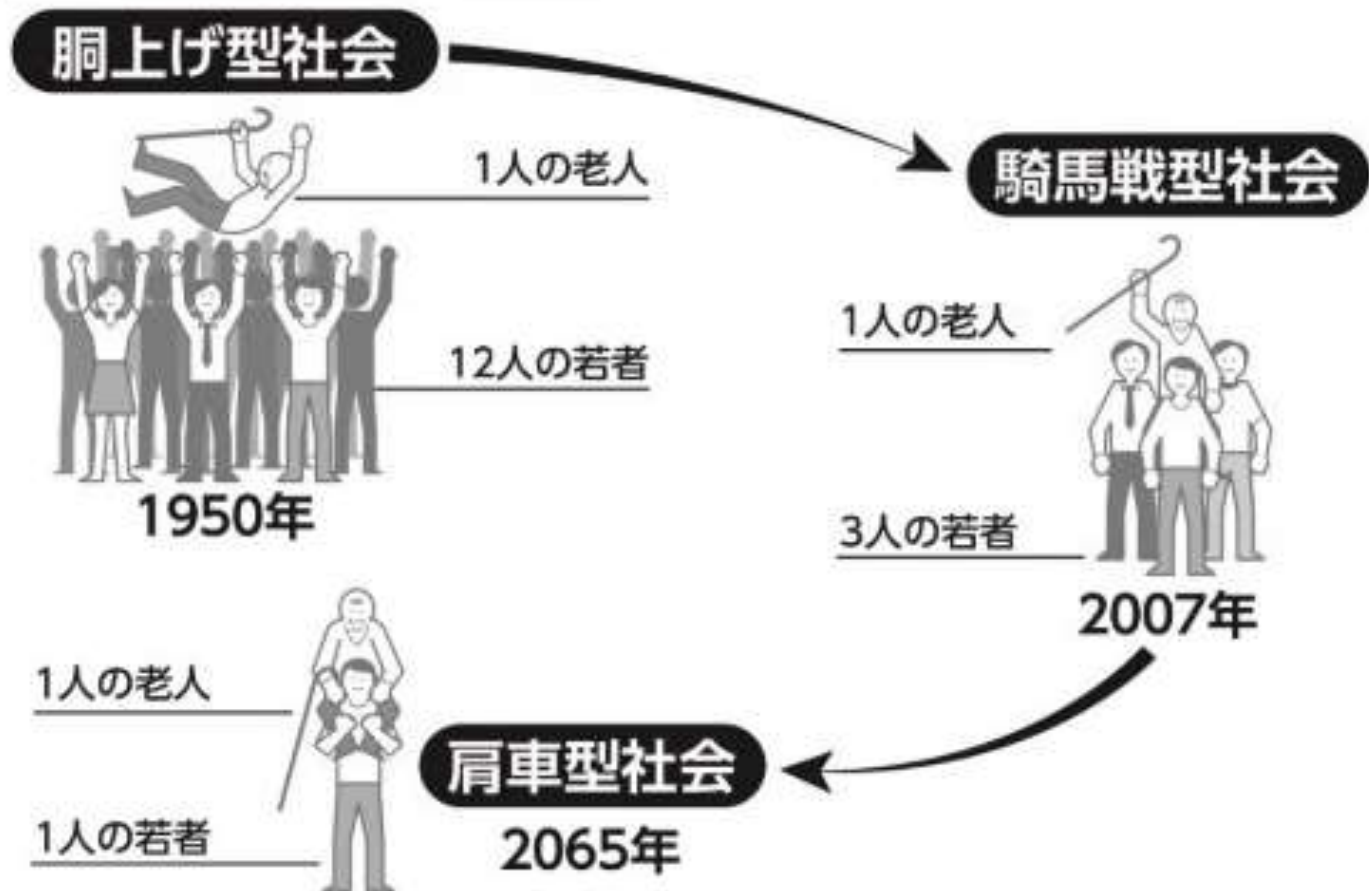 胴上げ型社会
1人の老人
12人の若者
1950年
騎馬戦型社会
1人の老人
3人の若者
2007年
1人の老人
1人の若者
肩車型社会
2065年